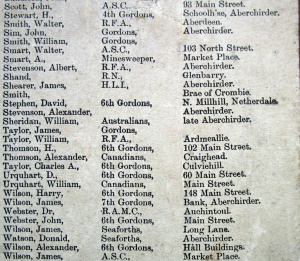 Scott, John A.S.C., 93 Main Street.
Stewart, H., 4th Gordons, Schoolh'se, Aberchirder.
Smith, Walter R.F.A., Aberdeen.
Sim, John Gordons, Aberchirder.
Smith, William Gordons,
Smart, Walter A.S.C., 103 North Street.
Smart, A., Minesweeper, Market Place.
Stevenson, Albert, R.F.A., Aberchirder.
Shand, R.N., Glenbarry.
Shearer, James H.L.I., Aberchirder.
Smith, Brae of Crombie.
Stephen, David, 6th Gordons, N. Millhill, Netherdale.
Stevenson, Alexander, Aberchirder.
Sheridan, William, Australians, late Aberchirder.
Taylor, James Gordons,
Taylor, William, R.F.A., Ardmeallie.
Thomson, H., 6th Gordons, 102 Main Street.
Thomson, Alexander, Canadians, Craighead.
Taylor, Charles A., 6th Gordons, Culviehill.
Urquhart, D., 6th Gordons, 60 Main Street.
Urquhart, William Canadians, Main Street.
Wilson, Harry, 6th Gordons, 148 Main Street.
Wilson, James, 7th Gordons, Bank, Aberchirder.
Webster, Dr, R.A.M.C., Auchintoul.
Webster, John 6th Gordons, Main Street.
Wilson, James, Seaforths, Long Lane.
Watson, Donald, Seaforths, Aberchirder.
Wilson, Alexander, 6th Gordons, Hall Buildings.
Wilson, James, A.S.C., Market Place.